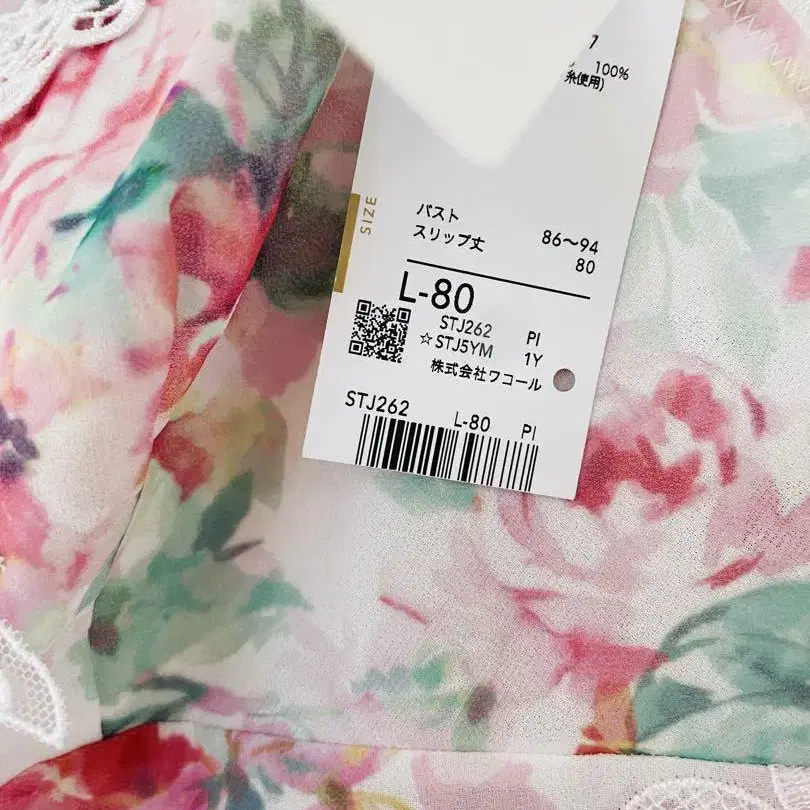 7
100%
糸使用)
SIZE
バスト 86〜94
スリップ丈 80
L-80
STJ262 PI
☆STJ5YM 1Y
株式会社ワコール
STJ262 L-80 PI